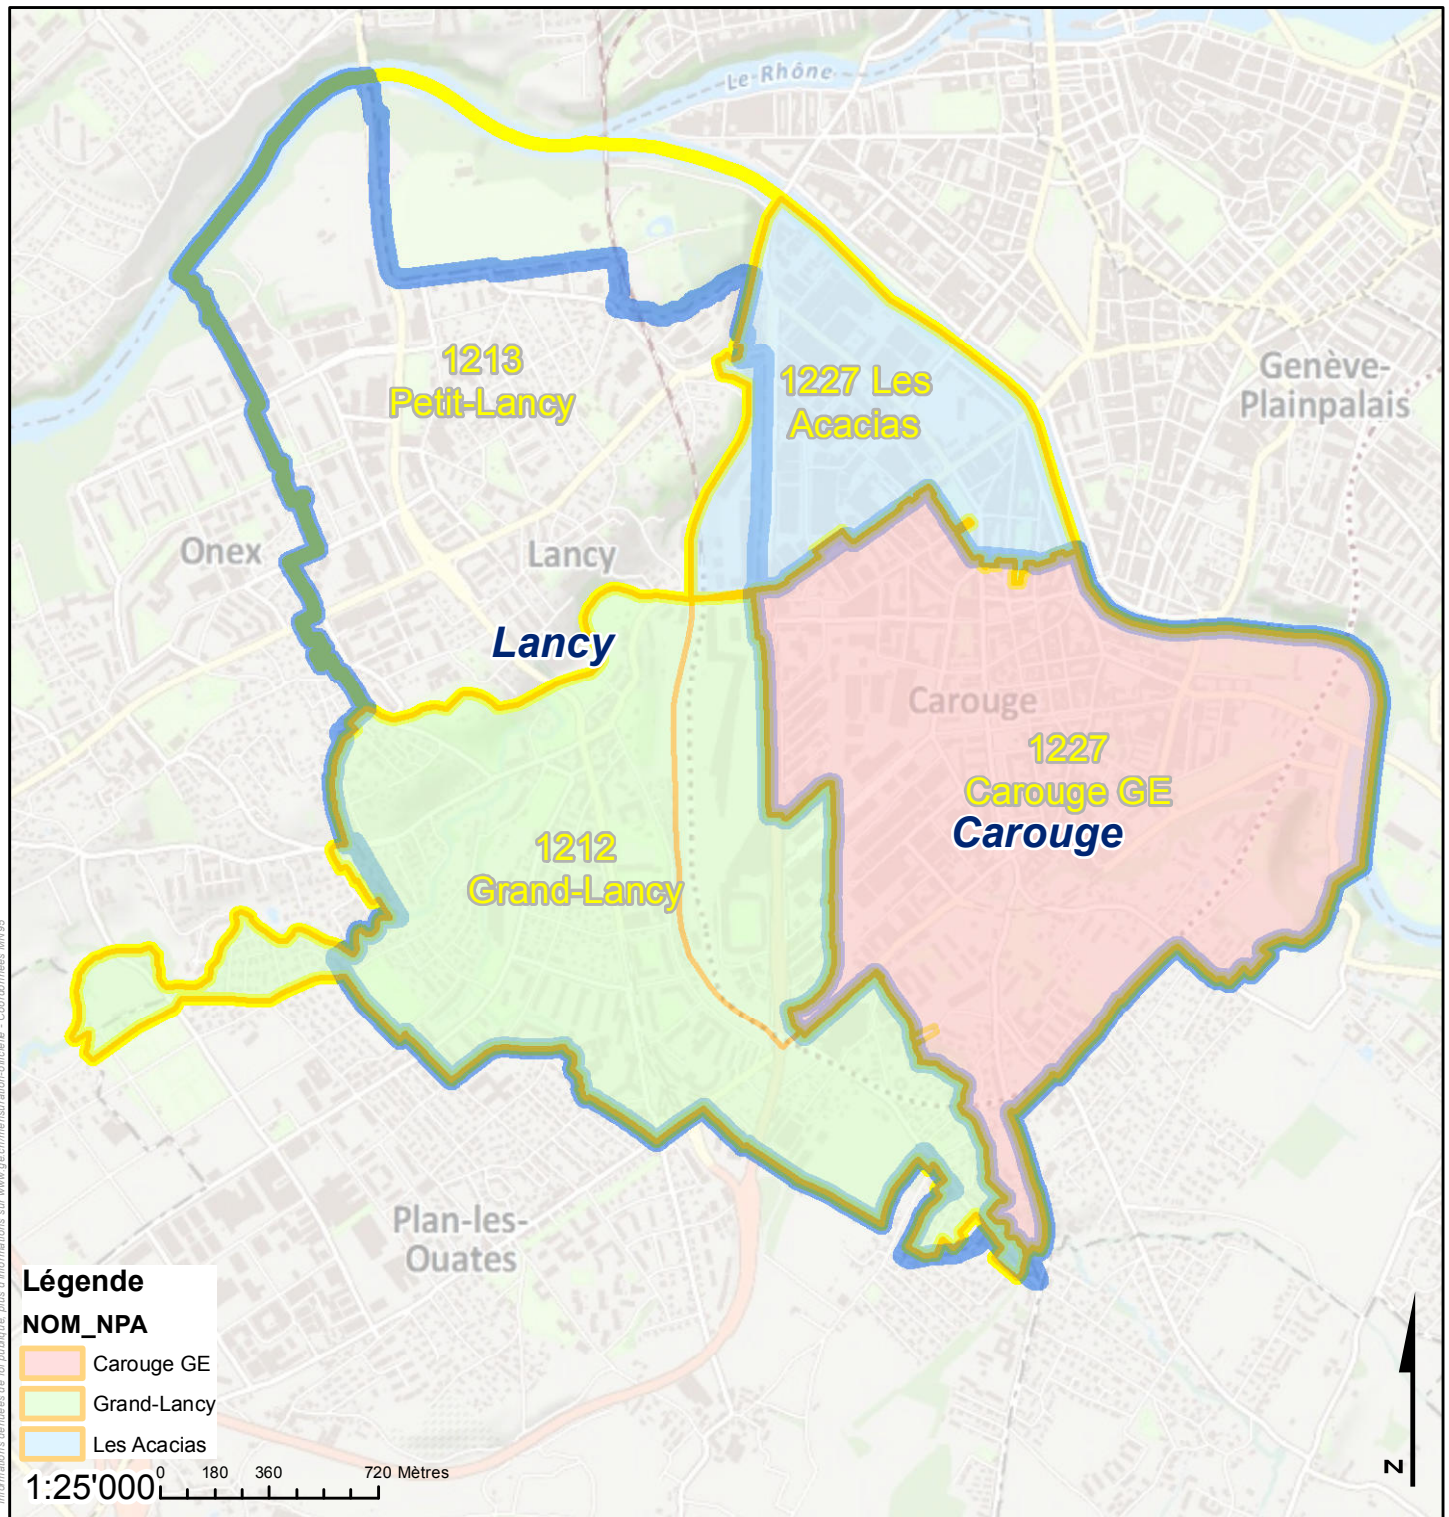 Le-Rhône
1213
Petit-Lancy
1227 Les
Acacias
Genève-
Plainpalais
Onex
Lancy
Lancy
Carouge
1227
Carouge GE
Carouge
1212
Grand-Lancy
Plan-les-
Ouates
Légende
NOM_NPA
Carouge GE
Grand-Lancy
Les Acacias
1:25'000
0 180 360 720 Mètres
N